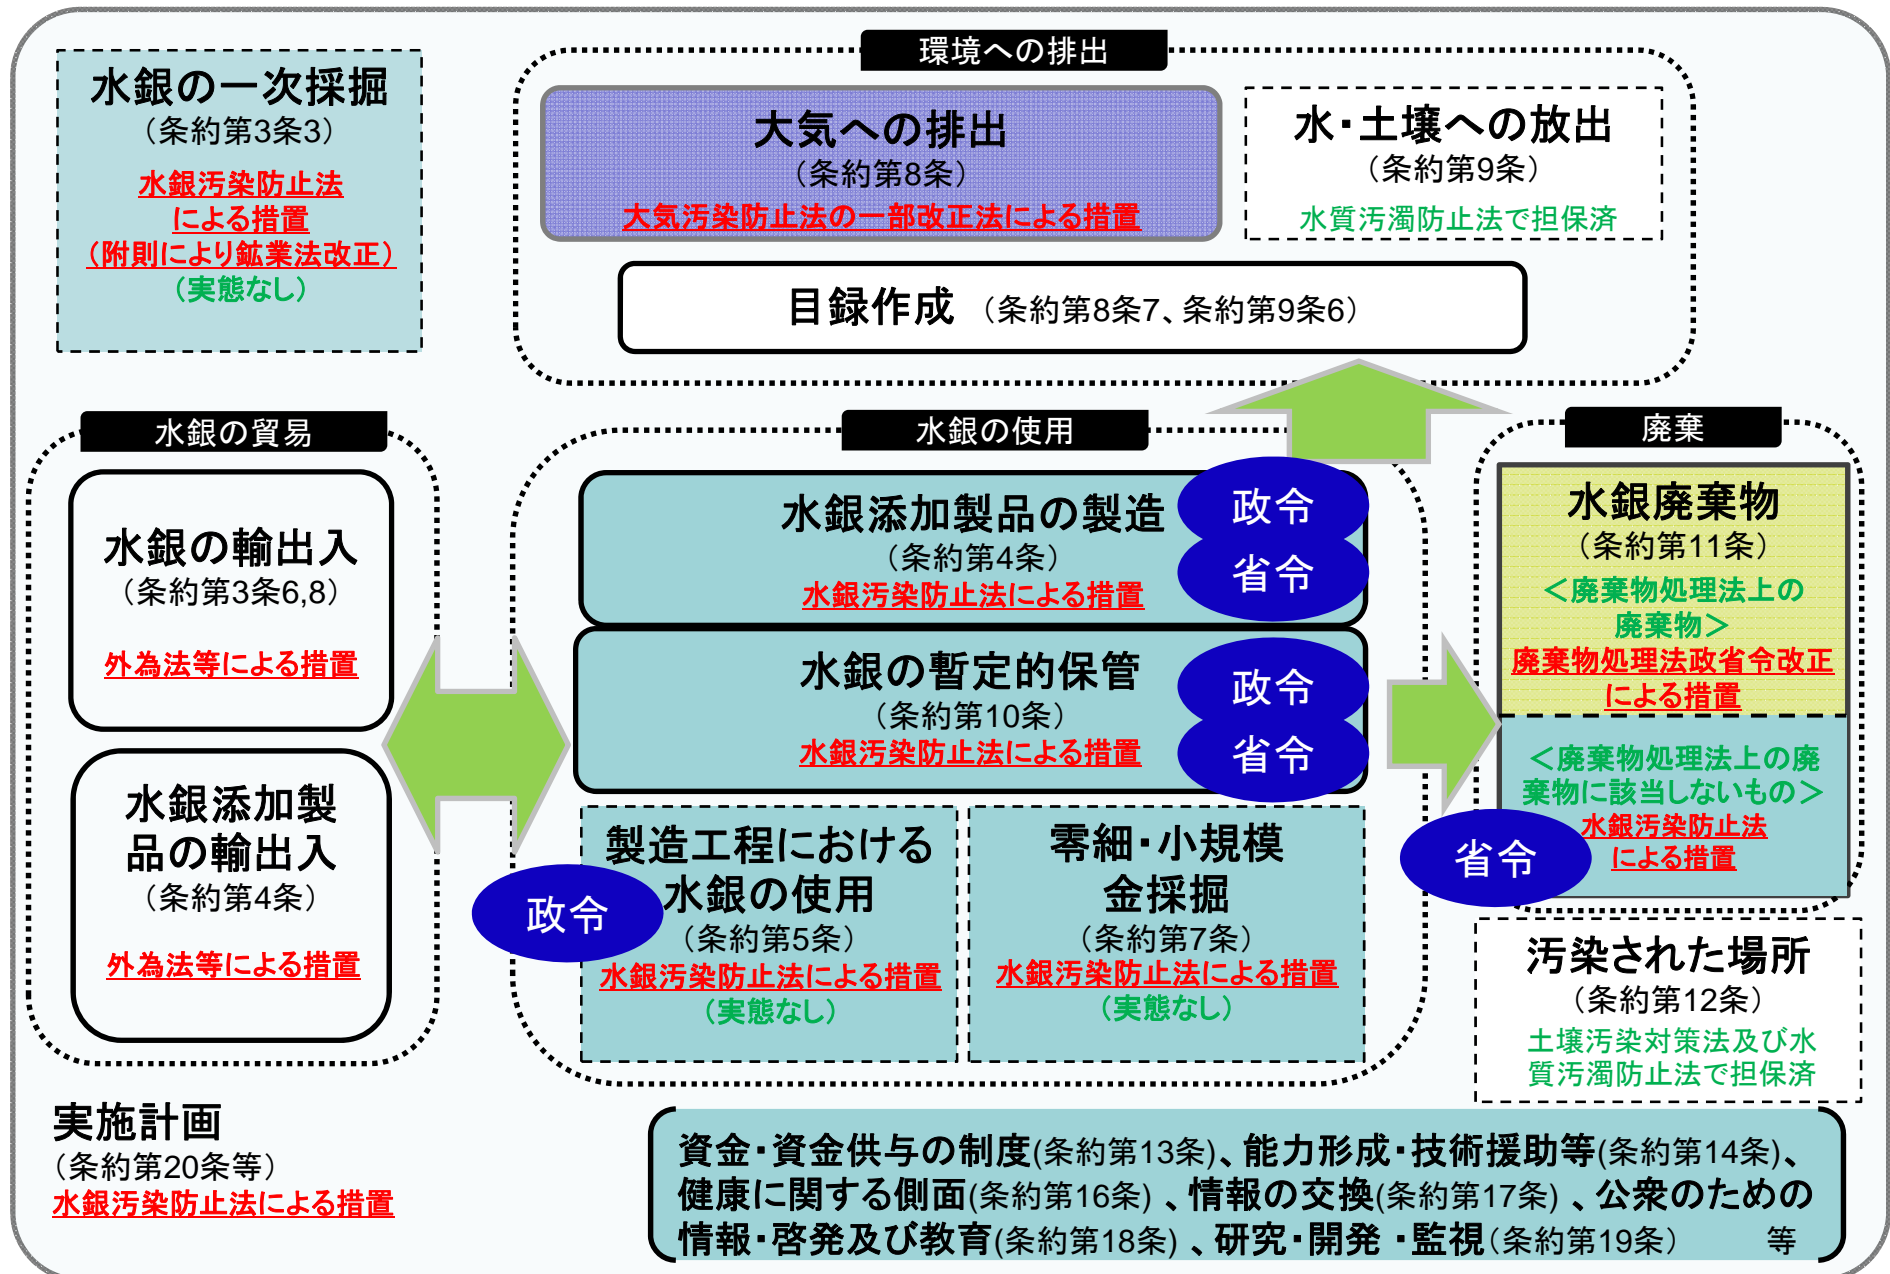 水銀の一次採掘
（条約第3条3）
水銀汚染防止法
による措置
（附則により鉱業法改正）
（実態なし）
環境への排出
大気への排出
（条約第8条）
大気汚染防止法の一部改正法による措置
水・土壌への放出
（条約第9条）
水質汚濁防止法で担保済
目録作成 （条約第8条7、条約第9条6）
水銀の貿易
水銀の輸出入
（条約第3条6,8）
外為法等による措置
水銀添加製
品の輸出入
（条約第4条）
外為法等による措置
水銀の使用
水銀添加製品の製造
（条約第4条）
水銀汚染防止法による措置
政令
省令
水銀の暫定的保管
（条約第10条）
水銀汚染防止法による措置
政令
省令
製造工程における
水銀の使用
（条約第5条）
水銀汚染防止法による措置
（実態なし）
政令
零細・小規模
金採掘
（条約第7条）
水銀汚染防止法による措置
（実態なし）
廃棄
水銀廃棄物
（条約第11条）
＜廃棄物処理法上の
廃棄物＞
廃棄物処理法政省令改正
による措置
＜廃棄物処理法上の廃
棄物に該当しないもの＞
水銀汚染防止法
による措置
省令
汚染された場所
（条約第12条）
土壌汚染対策法及び水
質汚濁防止法で担保済
実施計画
（条約第20条等）
水銀汚染防止法による措置
資金・資金供与の制度(条約第13条)、能力形成・技術援助等(条約第14条)、
健康に関する側面(条約第16条) 、情報の交換(条約第17条) 、公衆のための
情報・啓発及び教育(条約第18条) 、研究・開発 ・監視（条約第19条） 等